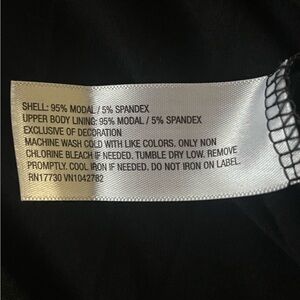 SHELL: 95% MODAL / 5% SPANDEX
UPPER BODY LINING: 95% MODAL / 5% SPANDEX
EXCLUSIVE OF DECORATION
MACHINE WASH COLD WITH LIKE COLORS. ONLY NON
CHLORINE BLEACH IF NEEDED. TUMBLE DRY LOW. REMOVE
PROMPTLY. COOL IRON IF NEEDED. DO NOT IRON ON LABEL.
RN17730 VN1042782